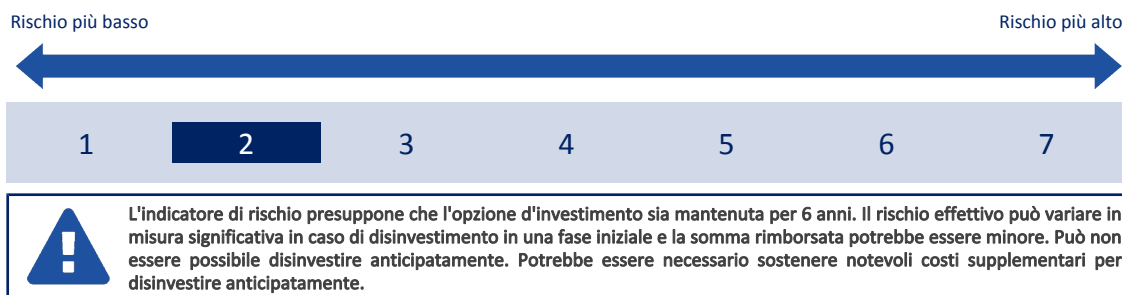 Rischio più basso Rischio più alto
1 2 3 4 5 6 7
L'indicatore di rischio presuppone che l'opzione d'investimento sia mantenuta per 6 anni. Il rischio effettivo può variare in
misura significativa in caso di disinvestimento in una fase iniziale e la somma rimborsata potrebbe essere minore. Può non
essere possibile disinvestire anticipatamente. Potrebbe essere necessario sostenere notevoli costi supplementari per
disinvestire anticipatamente.